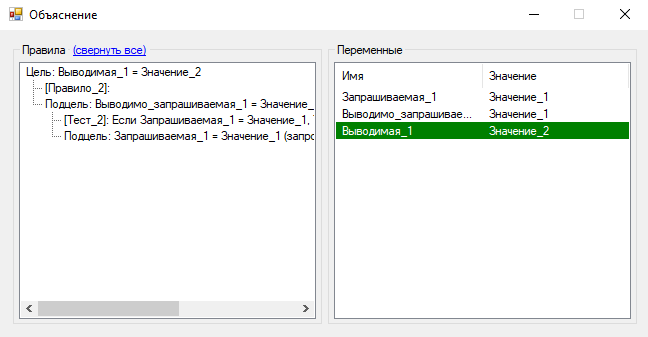 Объяснение
Правила (свернуть все)
Цель: Выводимая_1 = Значение_2
[Правило_2]:
Подцель: Выводимо_запрашиваемая_1 = Значение_
[Тест_2]: Если Запрашиваемая_1 = Значение_1,
Подцель: Запрашиваемая_1 = Значение_1 (запро
Переменные
Имя Значение
Запрашиваемая_1 Значение_1
Выводимо_запрашивае... Значение_1
Выводимая_1 Значение_2